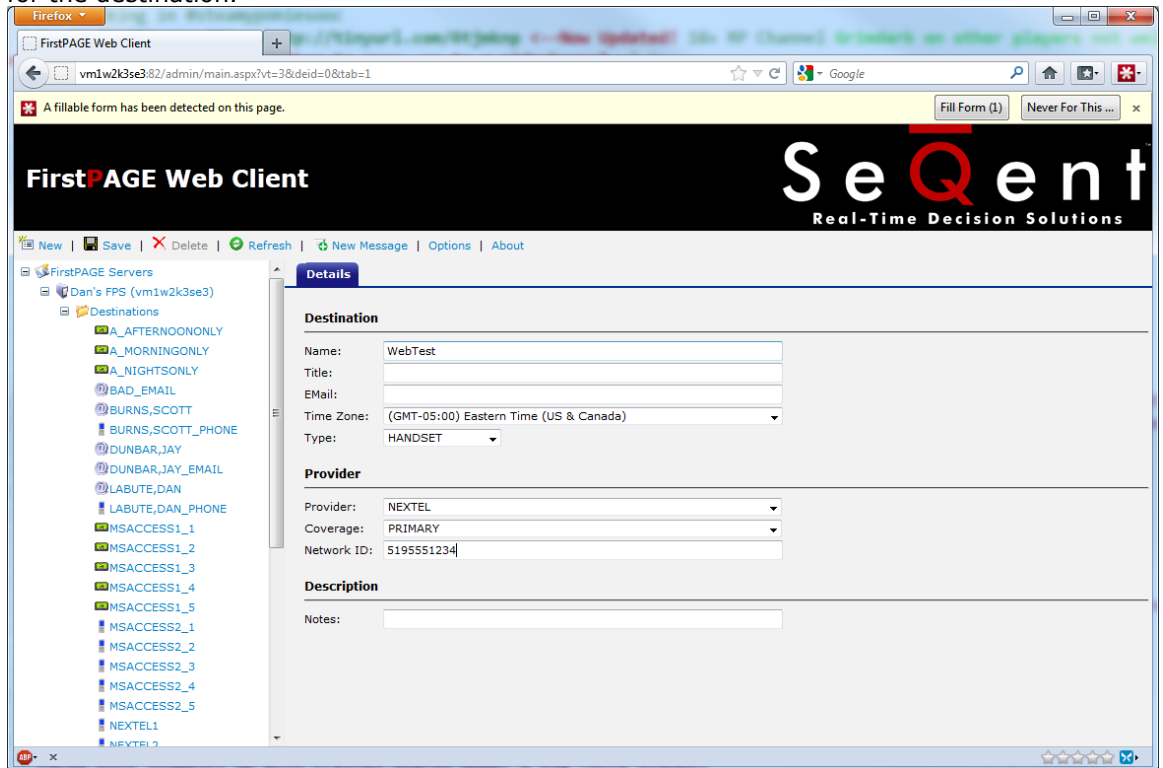 for the destination.
Firefox
FirstPAGE Web Client
vm1w2k3se3:82/admin/main.aspx?vt=3&deid=0&tab=1
Google
A fillable form has been detected on this page.
Fill Form (1)
Never For This ...
FirstPAGE Web Client
SeQent
Real-Time Decision Solutions
New | Save | Delete | Refresh | New Message | Options | About
FirstPAGE Servers
Dan's FPS (vm1w2k3se3)
Destinations
A_AFTERNOONONLY
A_MORNINGONLY
A_NIGHTSONLY
BAD_EMAIL
BURNS,SCOTT
BURNS,SCOTT_PHONE
DUNBAR,JAY
DUNBAR,JAY_EMAIL
LABUTE,DAN
LABUTE,DAN_PHONE
MSACCESS1_1
MSACCESS1_2
MSACCESS1_3
MSACCESS1_4
MSACCESS1_5
MSACCESS2_1
MSACCESS2_2
MSACCESS2_3
MSACCESS2_4
MSACCESS2_5
NEXTEL1
NEXTEL2
Details
Destination
Name: WebTest
Title:
EMail:
Time Zone: (GMT-05:00) Eastern Time (US & Canada)
Type: HANDSET
Provider
Provider: NEXTEL
Coverage: PRIMARY
Network ID: 5195551234
Description
Notes:
ABP